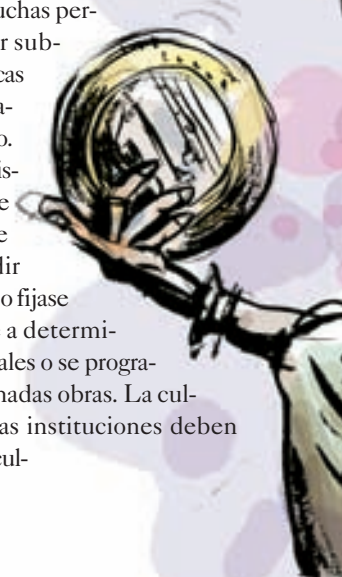 uchas per-
r sub-
cas
a-
o.
is-
e
e
dir
o fijase
a determi-
ales o se progra-
nadas obras. La cul-
as instituciones deben
cul-